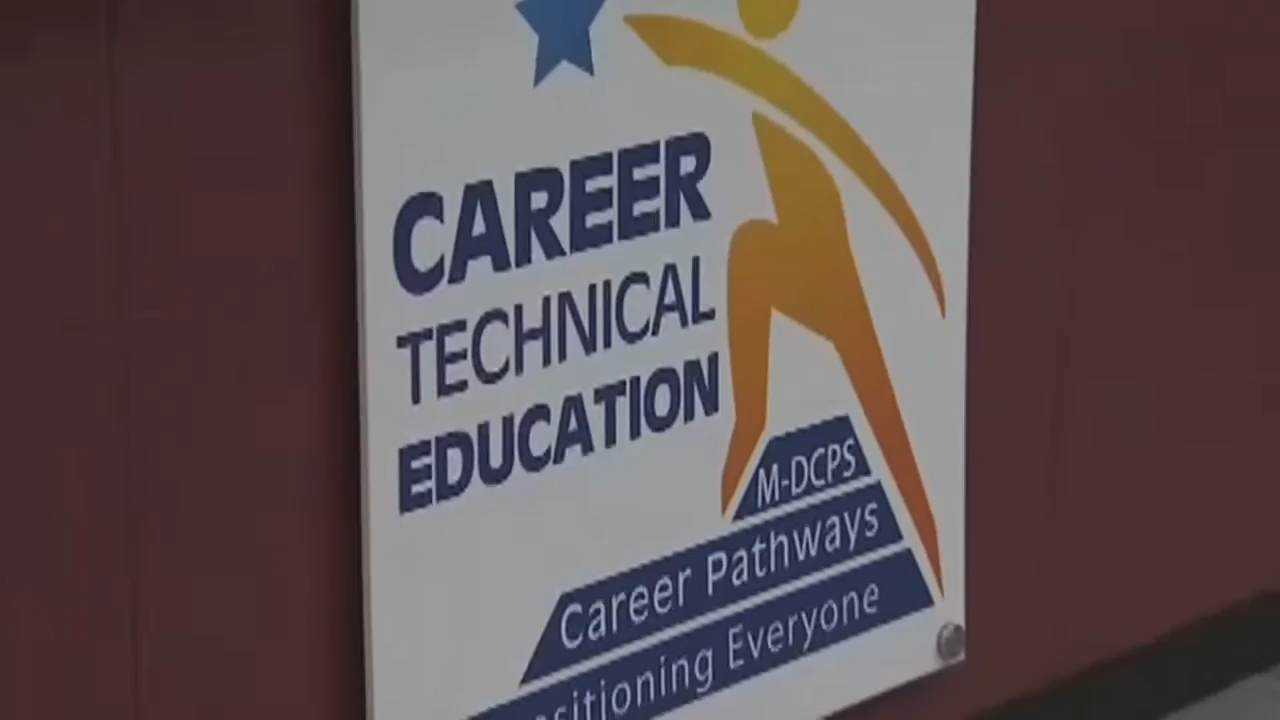 CAREER
TECHNICAL
EDUCATION
M-DCPS
Career Pathways
Everyone